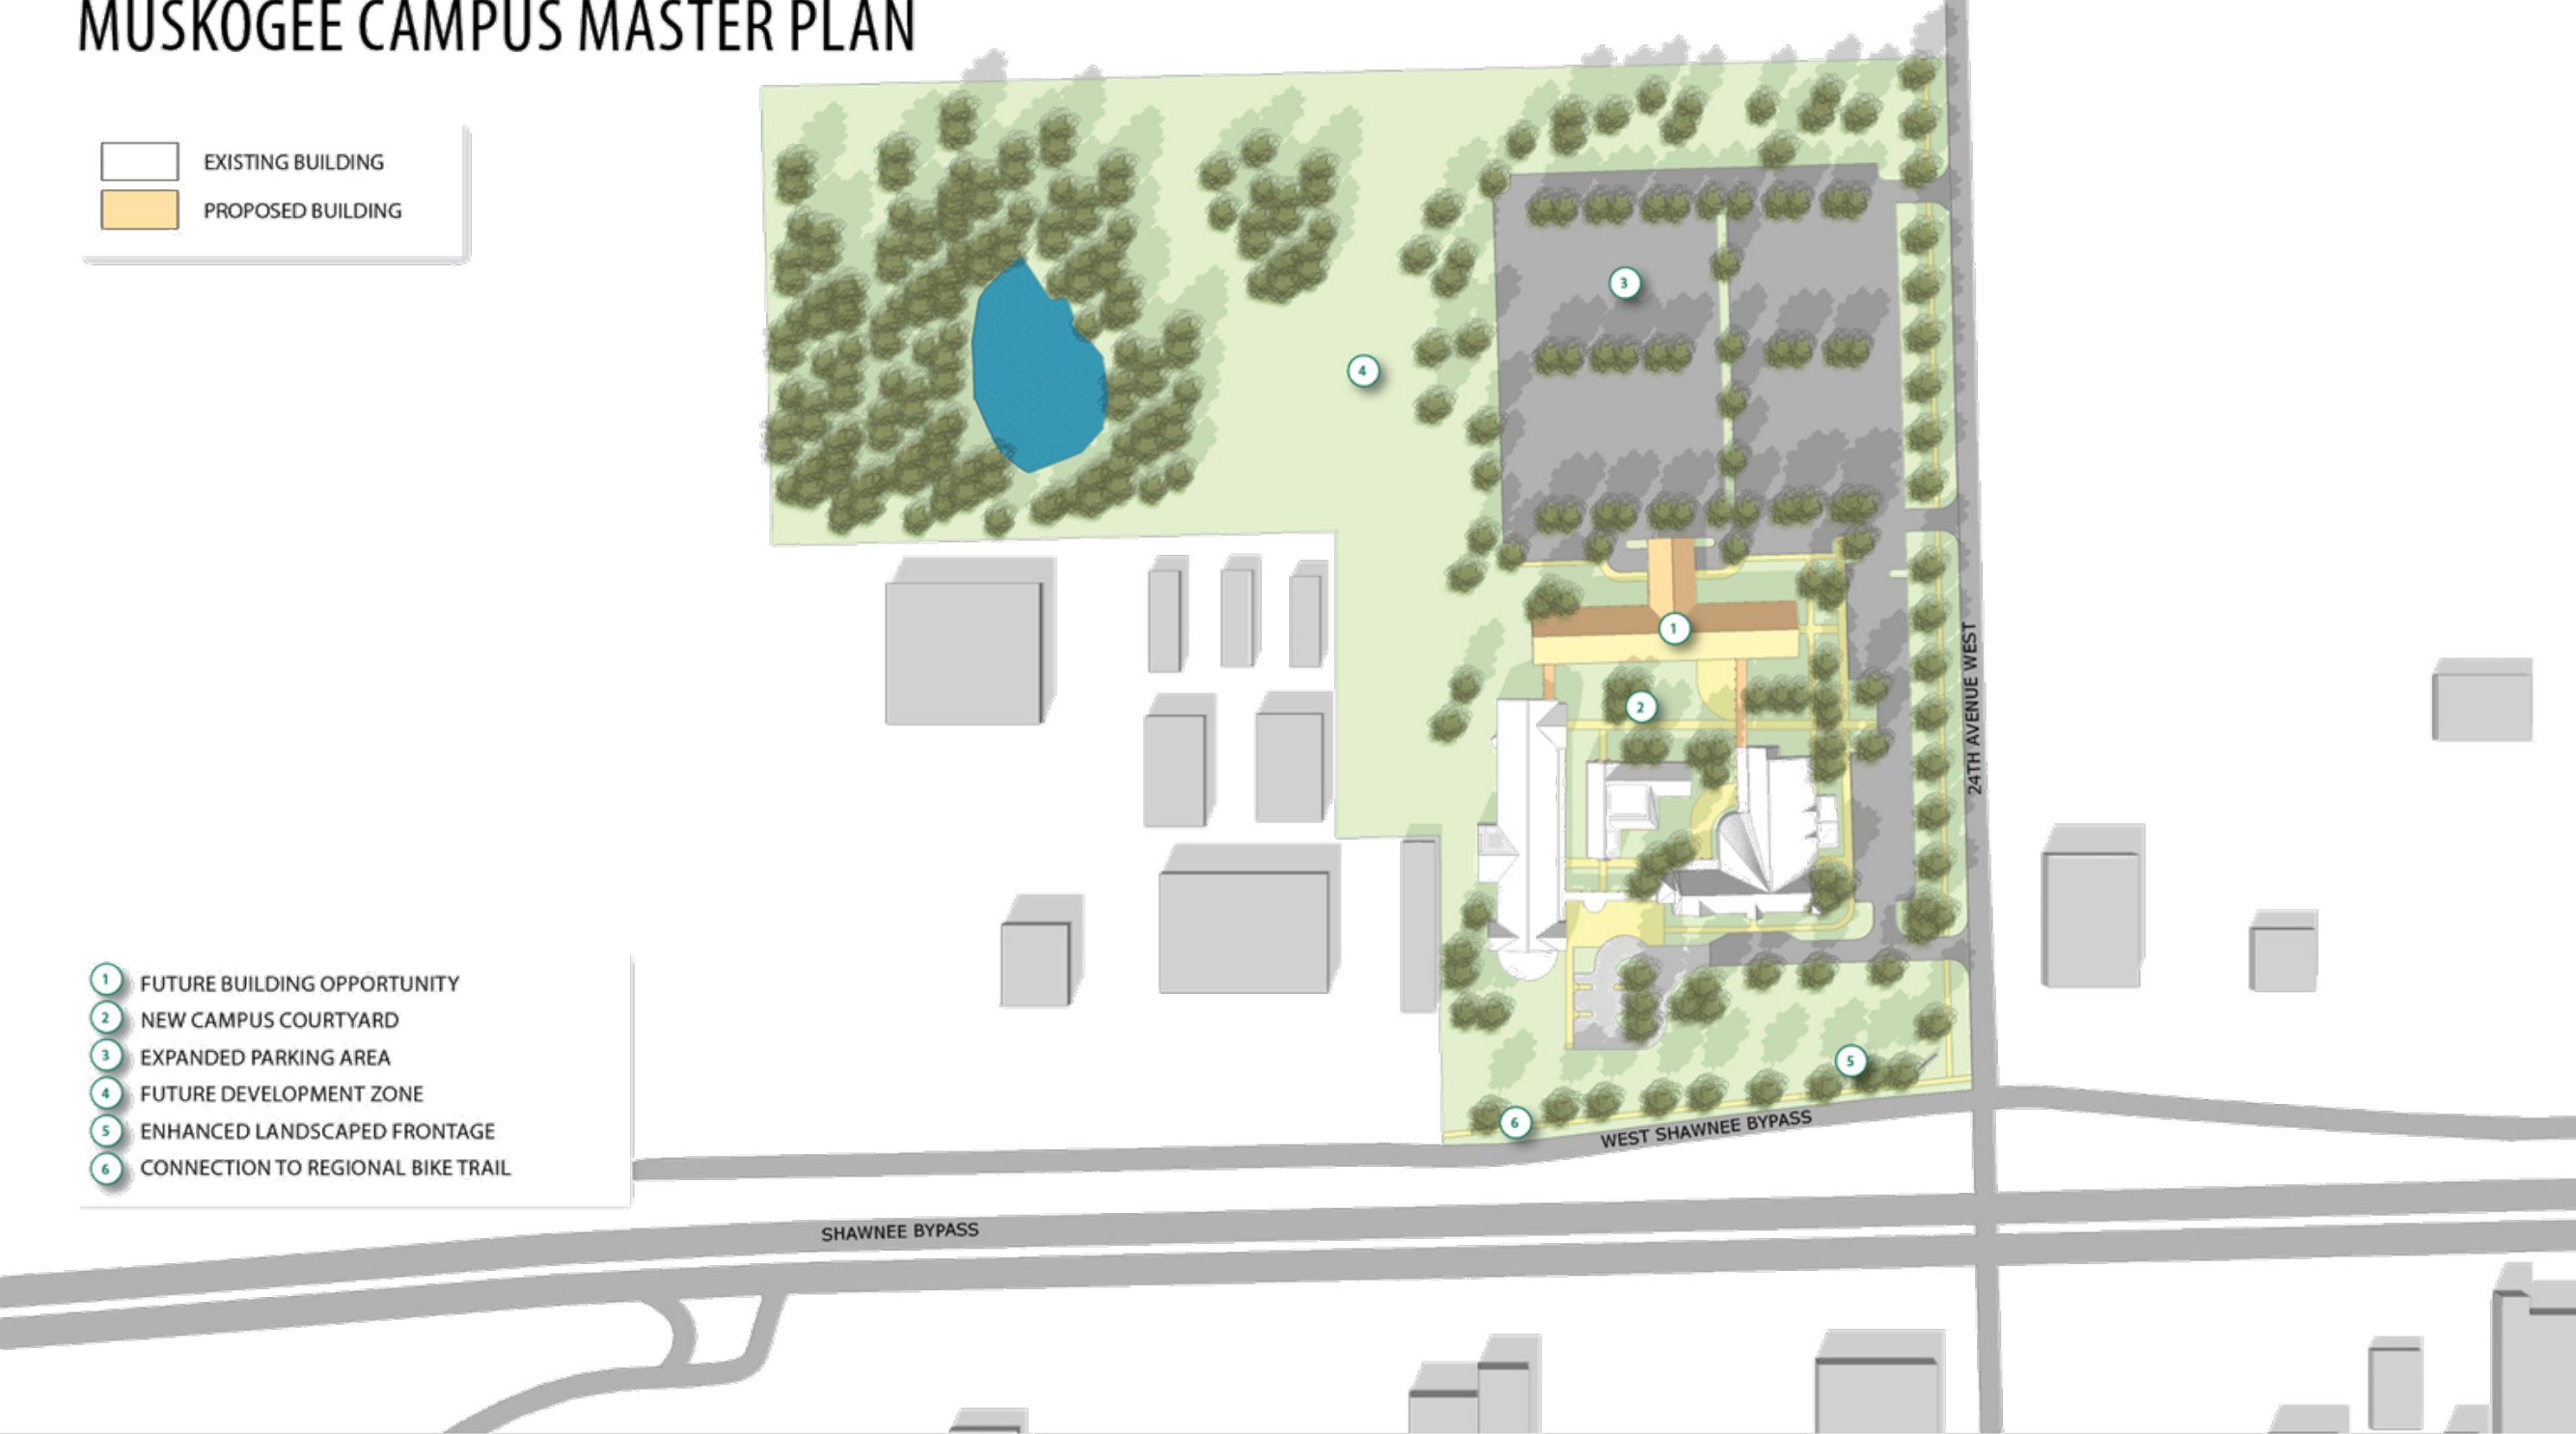 MUSKOGEE CAMPUS MASTER PLAN
EXISTING BUILDING
PROPOSED BUILDING
3
4
1
2
24TH AVENUE WEST
5
6
WEST SHAWNEE BYPASS
1 FUTURE BUILDING OPPORTUNITY
2 NEW CAMPUS COURTYARD
3 EXPANDED PARKING AREA
4 FUTURE DEVELOPMENT ZONE
5 ENHANCED LANDSCAPED FRONTAGE
6 CONNECTION TO REGIONAL BIKE TRAIL
SHAWNEE BYPASS